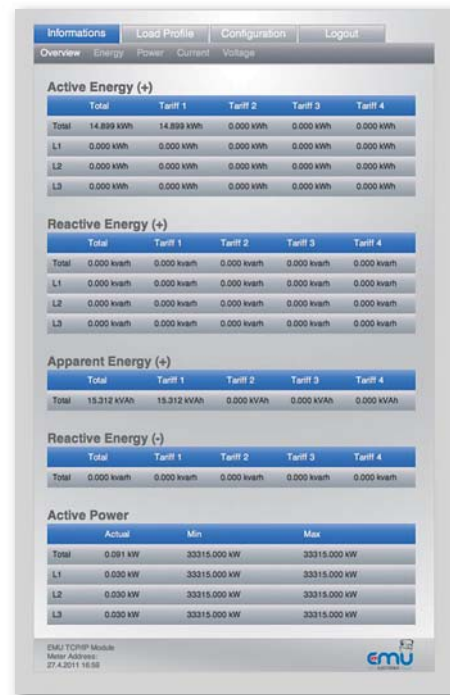 Informations Load Profile Configuration Logout
Overview Energy Power Current Voltage
Active Energy (+)
Total Tariff 1 Tariff 2 Tariff 3 Tariff 4
Total 14.899 kWh 14.899 kWh 0.000 kWh 0.000 kWh 0.000 kWh
L1 0.000 kWh 0.000 kWh 0.000 kWh 0.000 kWh 0.000 kWh
L2 0.000 kWh 0.000 kWh 0.000 kWh 0.000 kWh 0.000 kWh
L3 0.000 kWh 0.000 kWh 0.000 kWh 0.000 kWh 0.000 kWh
Reactive Energy (+)
Total Tariff 1 Tariff 2 Tariff 3 Tariff 4
Total 0.000 kvarh 0.000 kvarh 0.000 kvarh 0.000 kvarh 0.000 kvarh
L1 0.000 kvarh 0.000 kvarh 0.000 kvarh 0.000 kvarh 0.000 kvarh
L2 0.000 kvarh 0.000 kvarh 0.000 kvarh 0.000 kvarh 0.000 kvarh
L3 0.000 kvarh 0.000 kvarh 0.000 kvarh 0.000 kvarh 0.000 kvarh
Apparent Energy (+)
Total Tariff 1 Tariff 2 Tariff 3 Tariff 4
Total 15.312 kVAh 15.312 kVAh 0.000 kVAh 0.000 kVAh 0.000 kVAh
Reactive Energy (-)
Total Tariff 1 Tariff 2 Tariff 3 Tariff 4
Total 0.000 kvarh 0.000 kvarh 0.000 kvarh 0.000 kvarh 0.000 kvarh
Active Power
Actual Min Max
Total 0.091 kW 33315.000 kW 33315.000 kW
L1 0.030 kW 33315.000 kW 33315.000 kW
L2 0.030 kW 33315.000 kW 33315.000 kW
L3 0.030 kW 33315.000 kW 33315.000 kW
EMU TCP/IP Module
Meter Address:
27.4.2011 16:58
emu